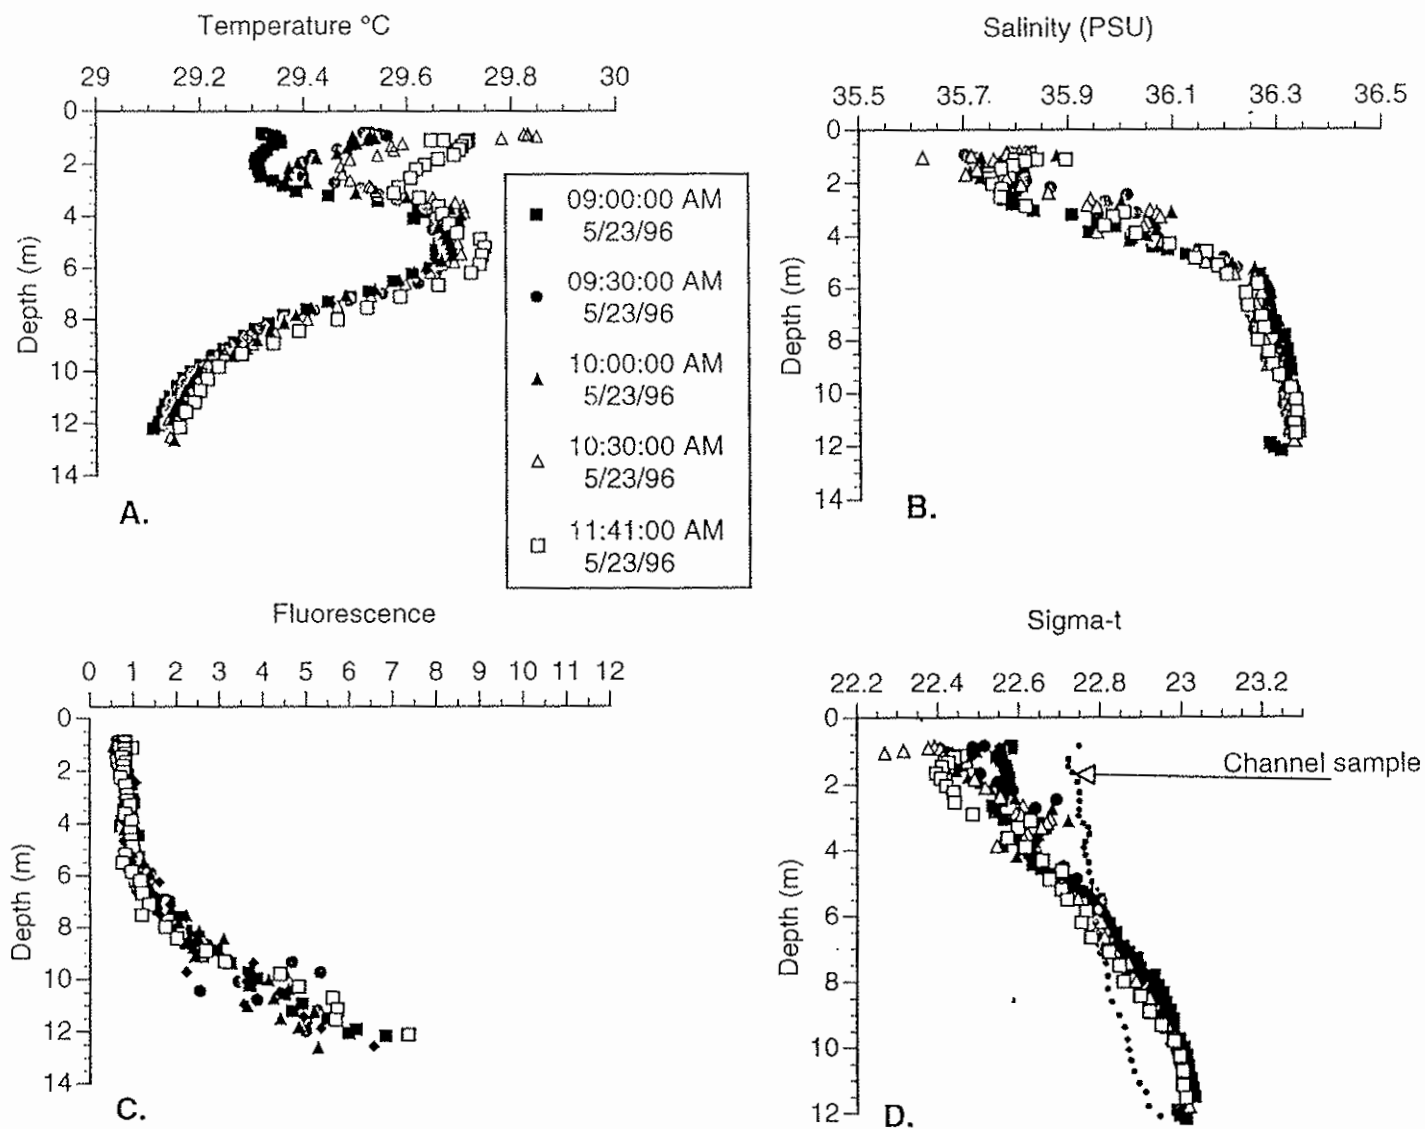 Temperature °C
29 29.2 29.4 29.6 29.8 30
0
2
4
6
8
10
12
14
Depth (m)
A.
Salinity (PSU)
35.5 35.7 35.9 36.1 36.3 36.5
0
2
4
6
8
10
12
14
Depth (m)
B.
09:00:00 AM
5/23/96
09:30:00 AM
5/23/96
10:00:00 AM
5/23/96
10:30:00 AM
5/23/96
11:41:00 AM
5/23/96
Fluorescence
0 1 2 3 4 5 6 7 8 9 10 11 12
0
2
4
6
8
10
12
14
Depth (m)
C.
Sigma-t
22.2 22.4 22.6 22.8 23 23.2
0
2
4
6
8
10
12
Depth (m)
Channel sample
D.